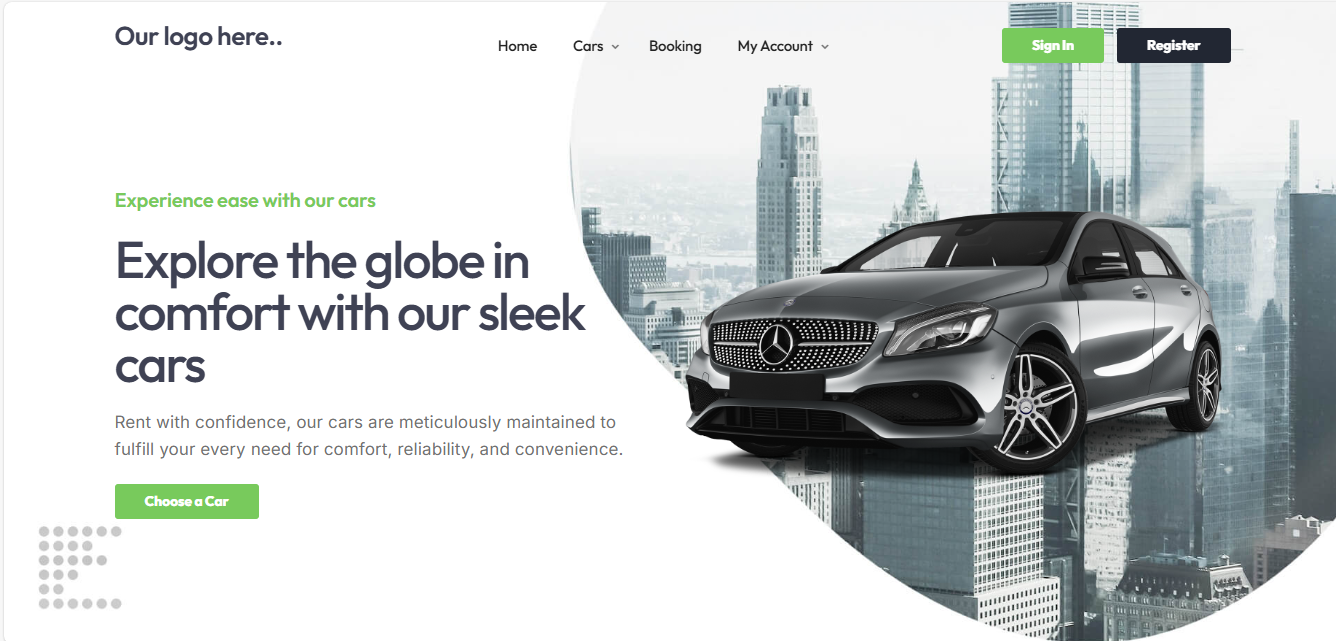 Our logo here..
Home
Cars
Booking
My Account
Sign In
Register
Experience ease with our cars
Explore the globe in
comfort with our sleek
cars
Rent with confidence, our cars are meticulously maintained to
fulfill your every need for comfort, reliability, and convenience.
Choose a Car